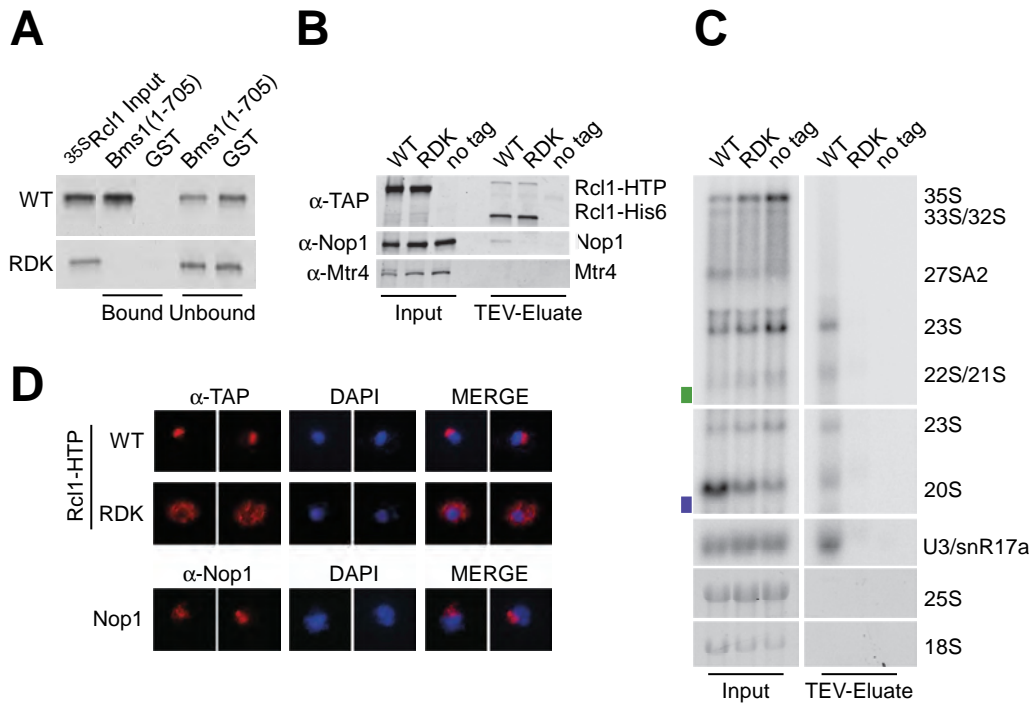 A
35SRcl1 Input
Bms1(1-705)
GST
Bms1(1-705)
GST
WT
RDK
Bound Unbound
B
WT
RDK
no tag
WT
RDK
no tag
α-TAP
Rcl1-HTP
Rcl1-His6
α-Nop1
Nop1
α-Mtr4
Mtr4
Input TEV-Eluate
C
WT
RDK
no tag
WT
RDK
no tag
35S
33S/32S
27SA2
23S
22S/21S
23S
20S
U3/snR17a
25S
18S
Input TEV-Eluate
D
α-TAP DAPI MERGE
Rcl1-HTP
WT
RDK
α-Nop1 DAPI MERGE
Nop1